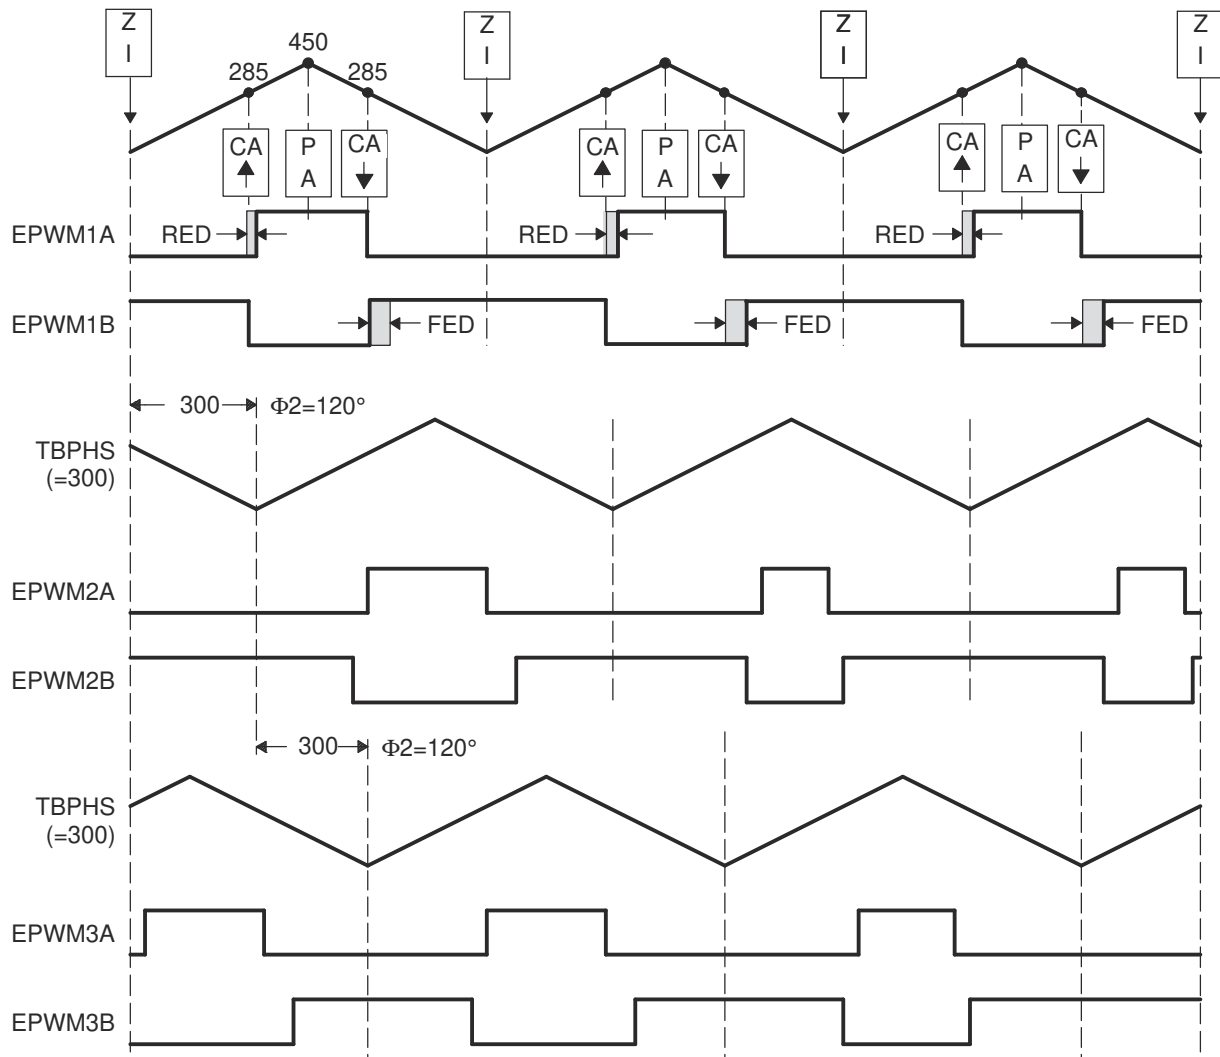 Z
I
Z
I
Z
I
Z
I
450
285
285
CA
P
A
CA
CA
P
A
CA
CA
P
A
CA
EPWM1A
RED
RED
RED
EPWM1B
FED
FED
FED
300
Φ2=120°
TBPHS
(=300)
EPWM2A
EPWM2B
300
Φ2=120°
TBPHS
(=300)
EPWM3A
EPWM3B